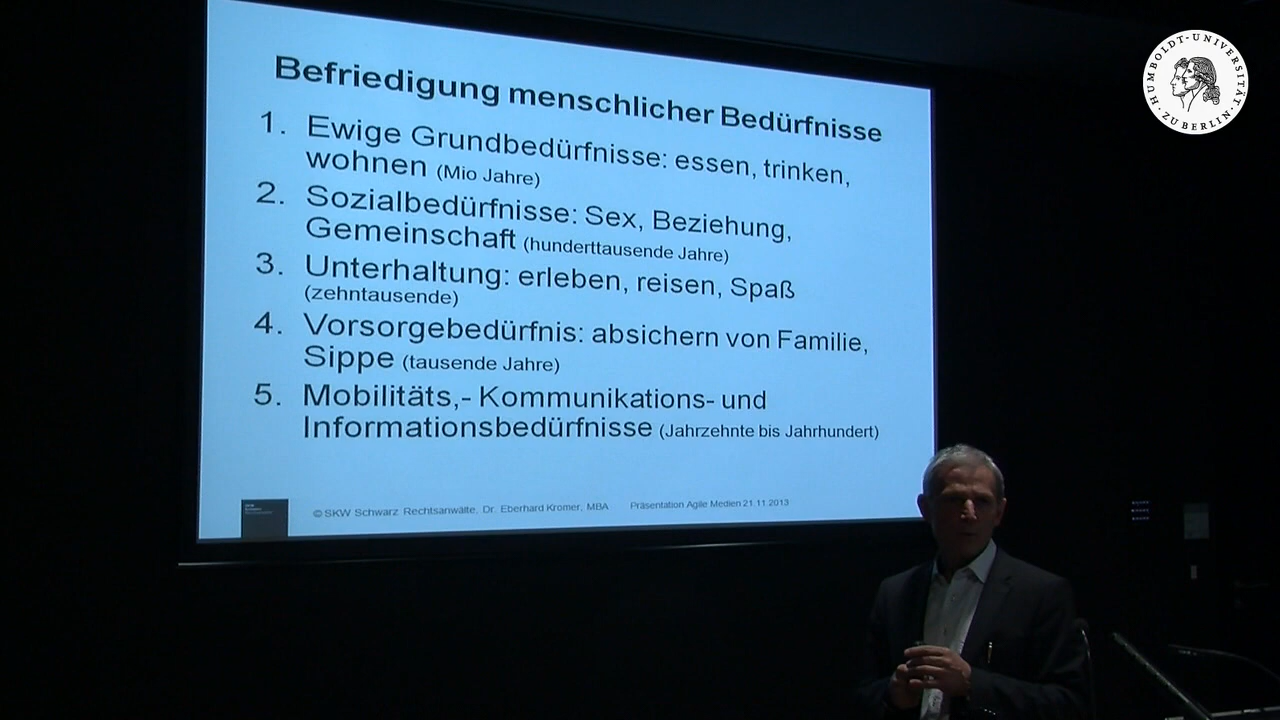 Befriedigung menschlicher Bedürfnisse
1. Ewige Grundbedürfnisse: essen, trinken,
wohnen (Mio Jahre)
2. Sozialbedürfnisse: Sex, Beziehung,
Gemeinschaft (hunderttausende Jahre)
3. Unterhaltung: erleben, reisen, Spaß
(zehntausende)
4. Vorsorgebedürfnis: absichern von Familie,
Sippe (tausende Jahre)
5. Mobilitäts,- Kommunikations- und
Informationsbedürfnisse (Jahrzehnte bis Jahrhundert)
© SKW Schwarz Rechtsanwälte, Dr. Eberhard Kromer, MBA Präsentation Agile Medien 21.11.2013
HUMBOLDT-UNIVERSITÄT
ZU BERLIN